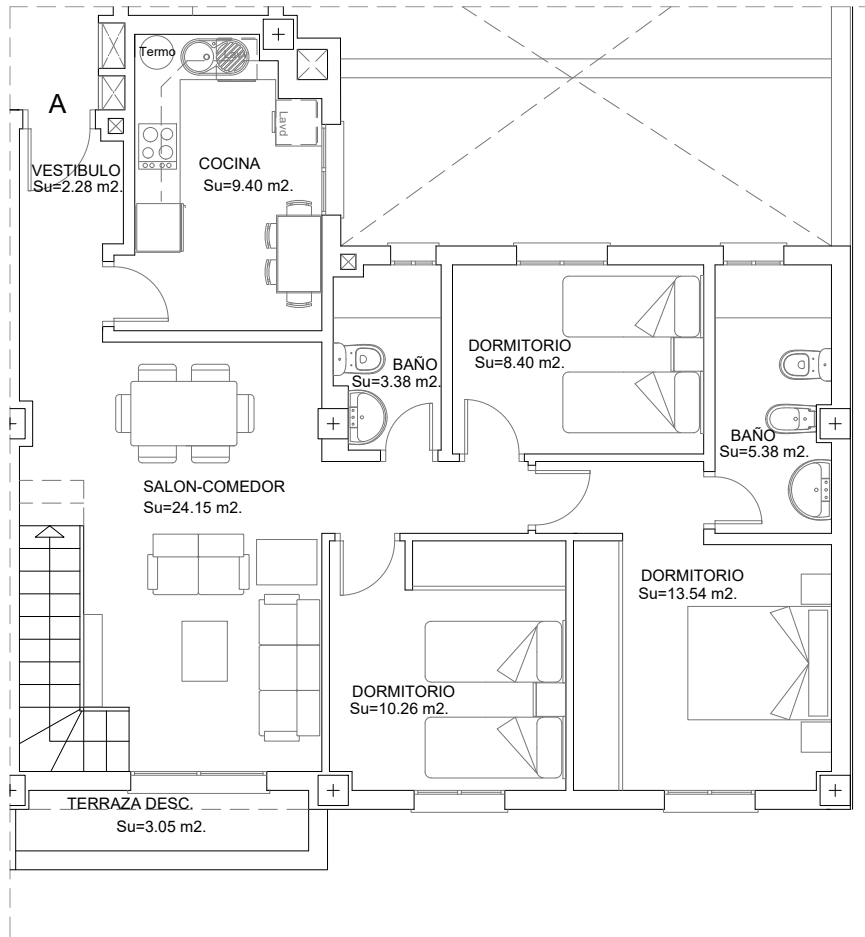 Termo
A
Lavd
VESTIBULO
Su=2.28 m2.
COCINA
Su=9.40 m2.
DORMITORIO
Su=8.40 m2.
BAÑO
Su=3.38 m2.
BAÑO
Su=5.38 m2.
SALON-COMEDOR
Su=24.15 m2.
DORMITORIO
Su=13.54 m2.
DORMITORIO
Su=10.26 m2.
TERRAZA DESC.
Su=3.05 m2.